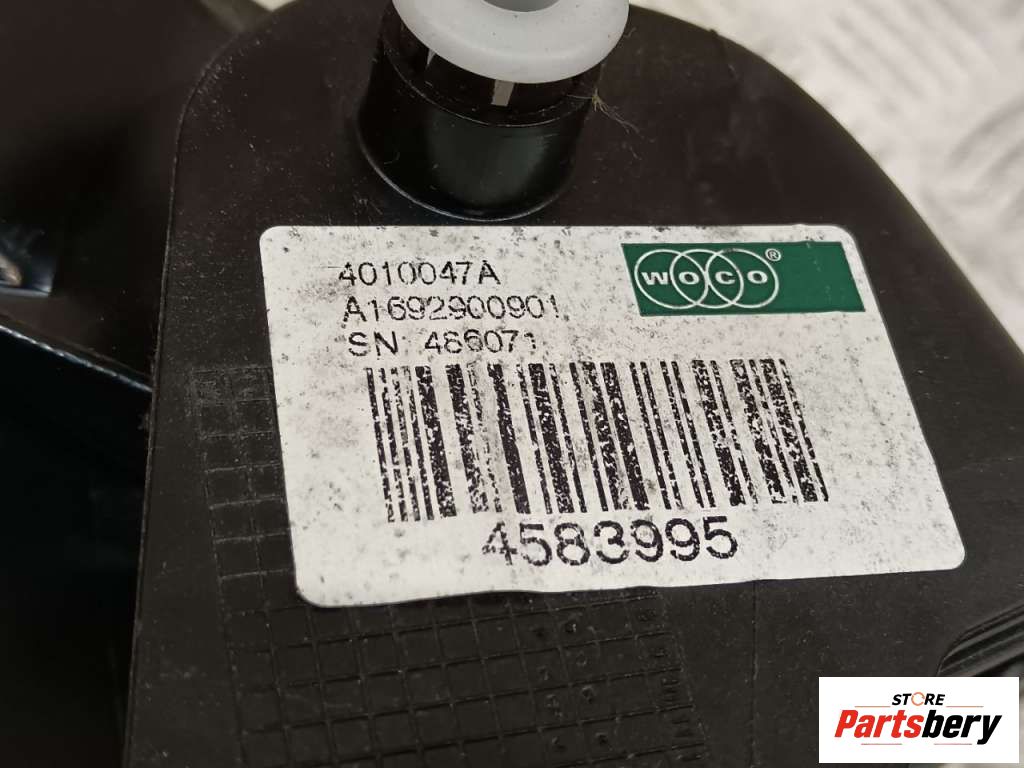 4010047A
A1692900901
SN 486071
WOCO®
4583995
STORE
Partsbery